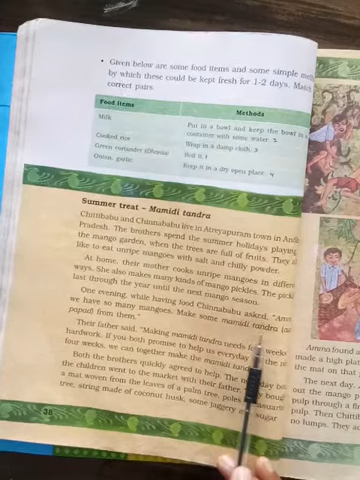 • Given below are some food items and some simple
by which these could be kept fresh for 1-2 days. Match
correct pairs
Food items Methods
Milk Put in a bowl and keep the bowl in a
container with some water 2
Cooked rice Wrap in damp cloth 3
Green coriander (Dhania) Boil it 1
Onion, garlic Keep in a dry open place 4
Summer treat – Mamidi tandra
Chittibabu and Chinnababu live in Atreyapuram town in
Pradesh. The brothers spend the summer holidays playing
the mango garden, when the trees are full of fruits. They
like to eat unripe mangoes with salt and chilly powder.
At home, their mother cooks unripe mangoes in
ways. She also makes many kinds of mango pickles. The
last through the year until the next mango season.
One evening, while having food Chinnababu asked,
we have so many mangoes. Make some mamidi tandra
papad) from them."
Their father said, "Making mamidi tandra needs weeks
hardwork. If you both promise to help us everyday
four weeks, we can together make the mamidi
Both the brothers quickly agreed to help. The next day
the children went to the market with their father. They
a mat woven from the leaves of a palm tree, poles
tree, string made of coconut husk, some jaggery and sugar
38
Amma found a
made a high
the mat on that
The next day,
out the mango
pulp through a
pulp. Then Chitti
no lumps. They